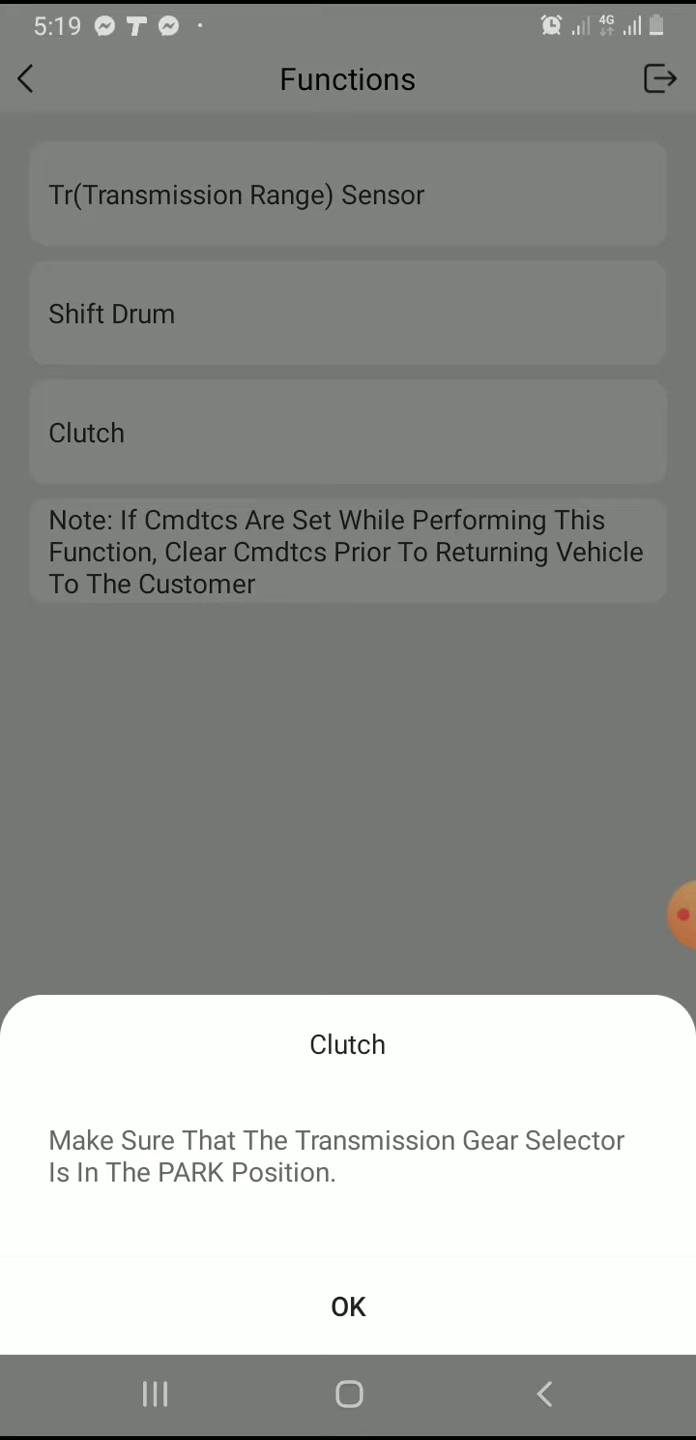 5:19
4G
Functions
Tr(Transmission Range) Sensor
Shift Drum
Clutch
Note: If Cmdtcs Are Set While Performing This
Function, Clear Cmdtcs Prior To Returning Vehicle
To The Customer
Clutch
Make Sure That The Transmission Gear Selector
Is In The PARK Position.
OK